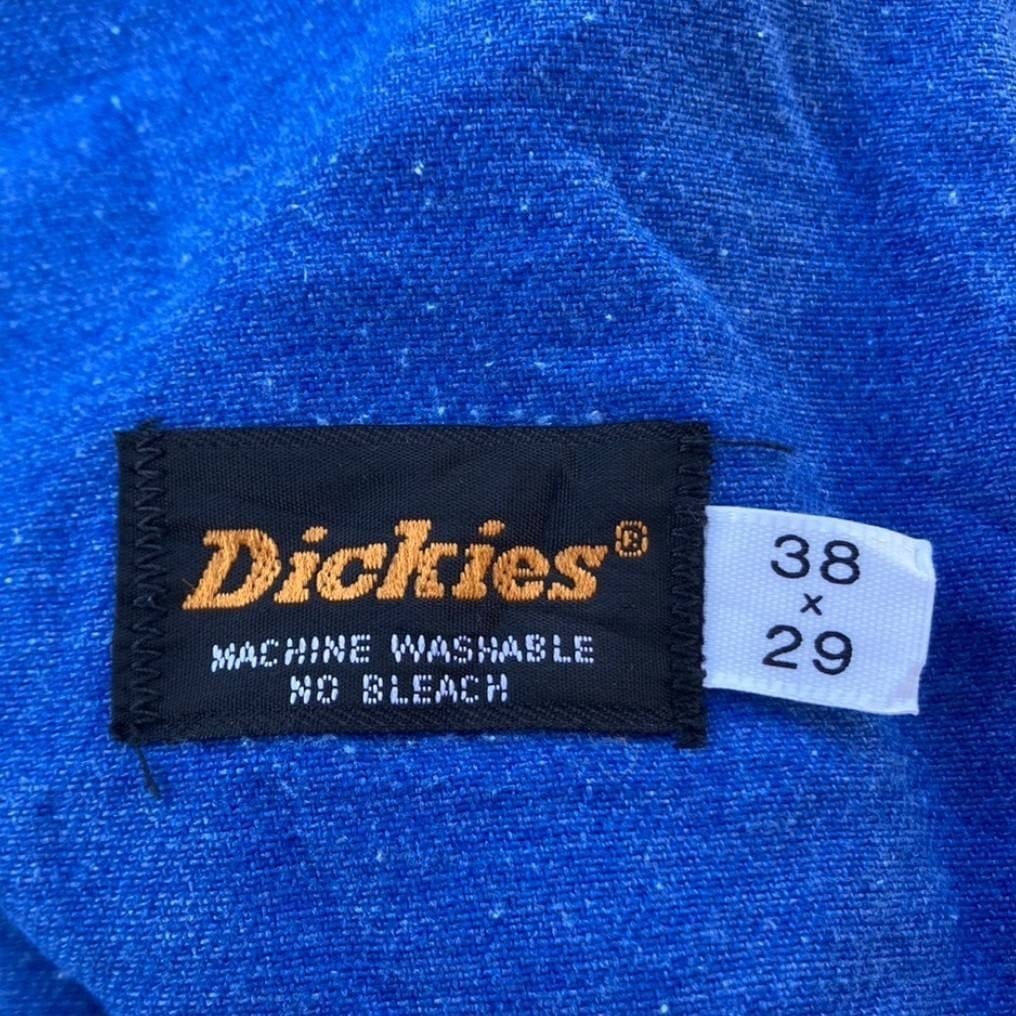 Dickies®
MACHINE WASHABLE
NO BLEACH
38
x
29